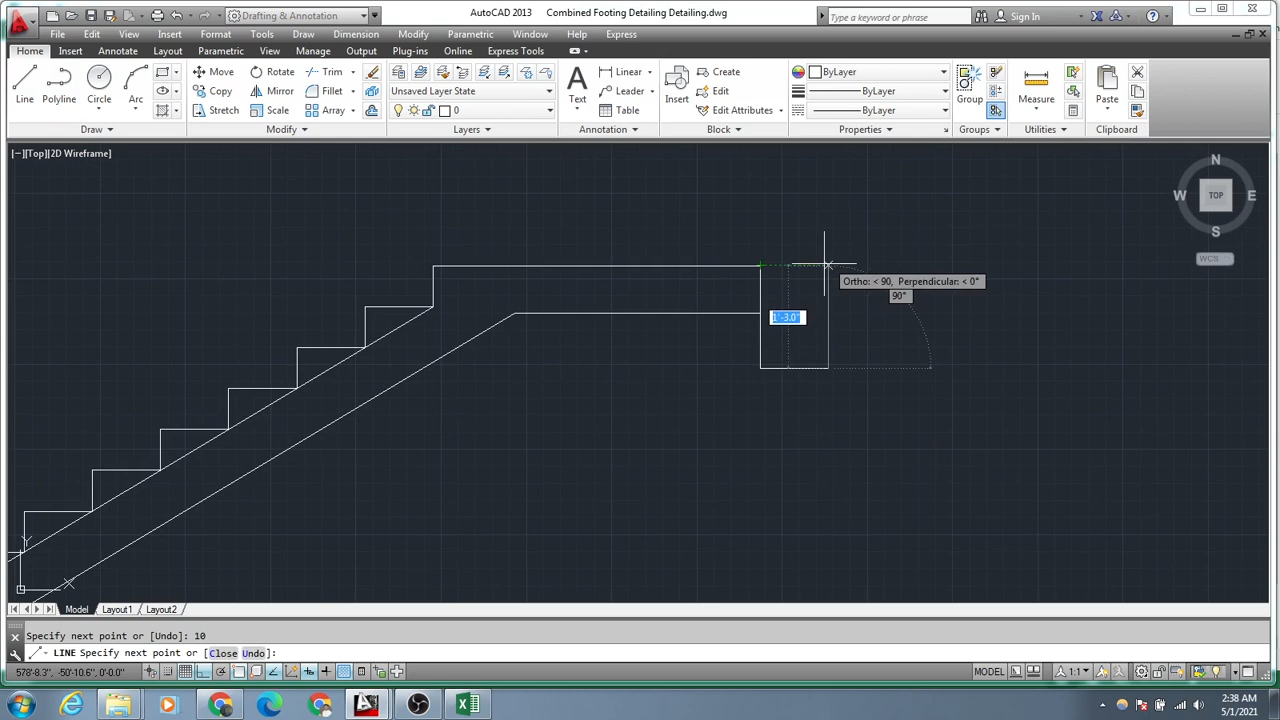 AutoCAD 2013 Combined Footing Detailing Detailing.dwg
Drafting & Annotation
Type a keyword or phrase
Sign In
File Edit View Insert Format Tools Draw Dimension Modify Parametric Window Help Express
Home Insert Annotate Layout Parametric View Manage Output Plug-ins Online Express Tools
Line Polyline Circle Arc
Move Rotate Trim
Copy Mirror Fillet
Stretch Scale Array
Unsaved Layer State
0
Text
Linear
Leader
Table
Insert
Create
Edit
Edit Attributes
ByLayer
ByLayer
ByLayer
Group
Measure
Paste
Draw Modify Layers Annotation Block Properties Groups Utilities Clipboard
[−][Top][2D Wireframe]
N
W TOP E
S
WCS
Ortho: < 90, Perpendicular: < 0°
90°
1'-3.0"
Y
X
Model Layout1 Layout2
Specify next point or [Undo]: 10
LINE Specify next point or [Close Undo]:
578'-8.3", -50'-10.6", 0'-0.0"
MODEL
1:1
2:38 AM
5/1/2021